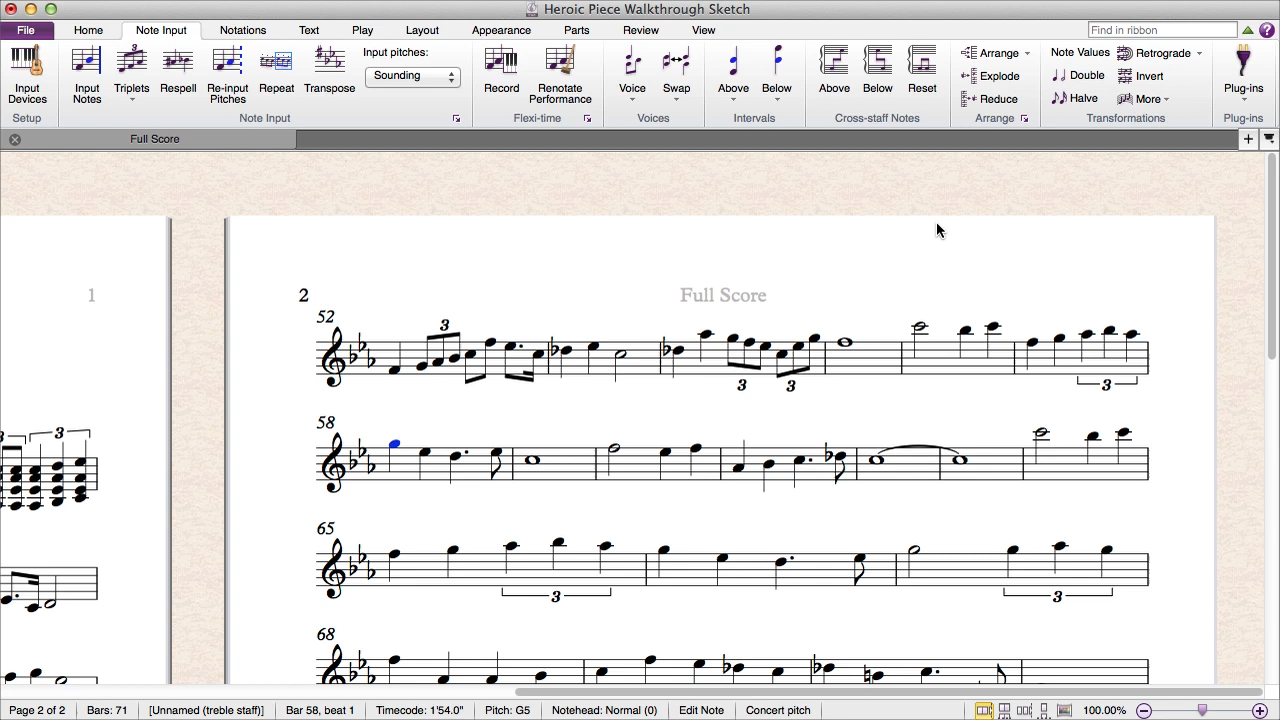 Heroic Piece Walkthrough Sketch
File Home Note Input Notations Text Play Layout Appearance Parts Review View Find in ribbon
Input Devices
Setup
Input Notes
Triplets
Respell
Re-input Pitches
Repeat
Transpose
Input pitches:
Sounding
Note Input
Record
Renotate Performance
Flexi-time
Voice
Swap
Voices
Above
Below
Intervals
Above
Below
Reset
Cross-staff Notes
Arrange
Explode
Reduce
Arrange
Note Values
Double
Halve
Retrograde
Invert
More
Transformations
Plug-ins
Plug-ins
Full Score
1
2
Full Score
52
3
3 3
3
58
3
65
3 3
68
Page 2 of 2 Bars: 71 [Unnamed (treble staff)] Bar 58, beat 1 Timecode: 1'54.0" Pitch: G5 Notehead: Normal (0) Edit Note Concert pitch 100.00%